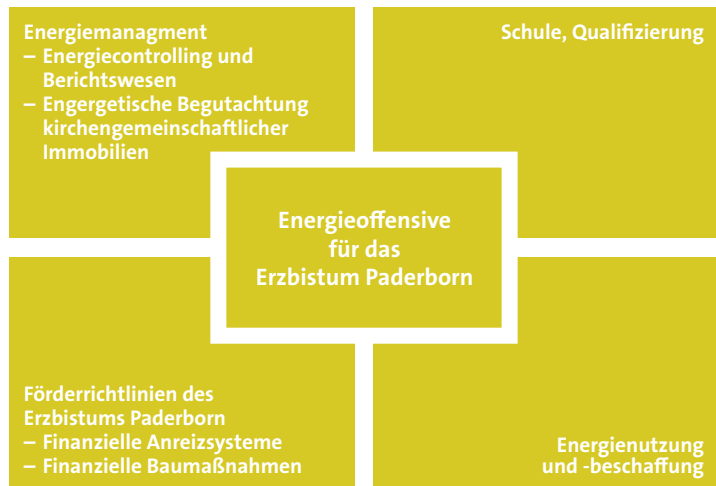 Energiemanagment
– Energiecontrolling und
Berichtswesen
– Engergetische Begutachtung
kirchengemeinschaftlicher
Immobilien
Schule, Qualifizierung
Energieoffensive
für das
Erzbistum Paderborn
Förderrichtlinien des
Erzbistums Paderborn
– Finanzielle Anreizsysteme
– Finanzielle Baumaßnahmen
Energienutzung
und -beschaffung